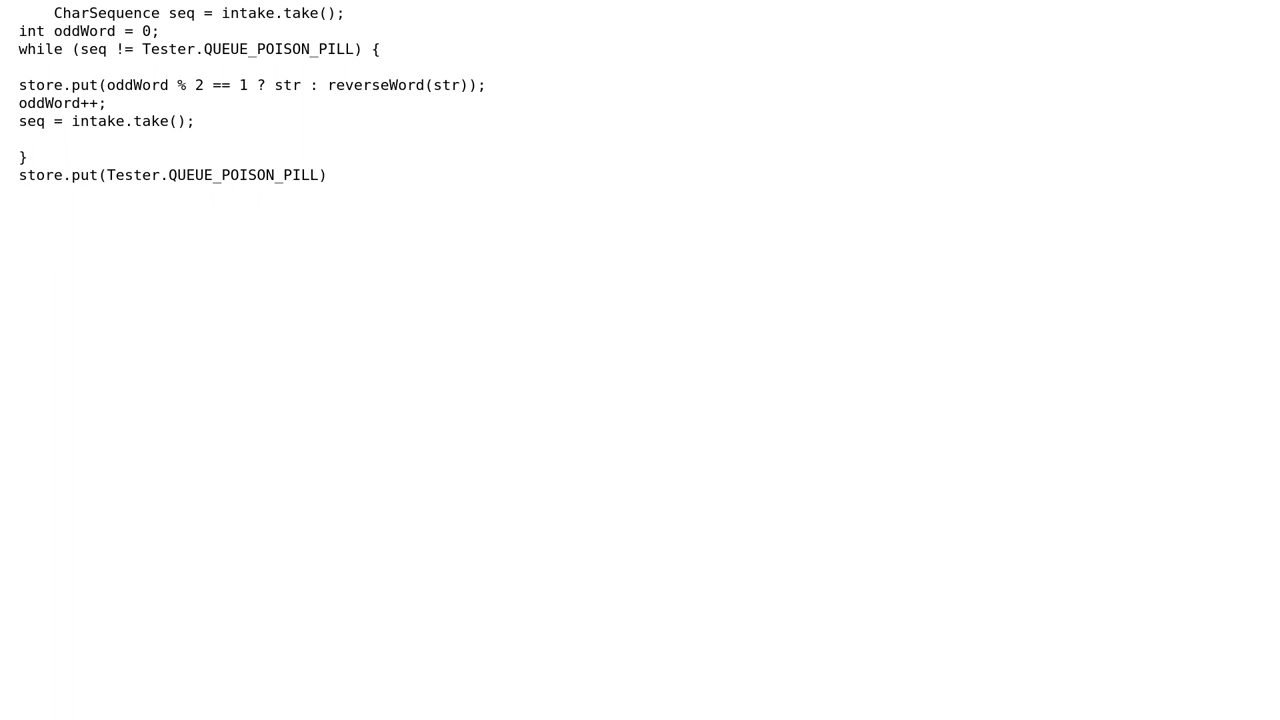 CharSequence seq = intake.take();
int oddWord = 0;
while (seq != Tester.QUEUE_POISON_PILL) {
store.put(oddWord % 2 == 1 ? str : reverseWord(str));
oddWord++;
seq = intake.take();
}
store.put(Tester.QUEUE_POISON_PILL)